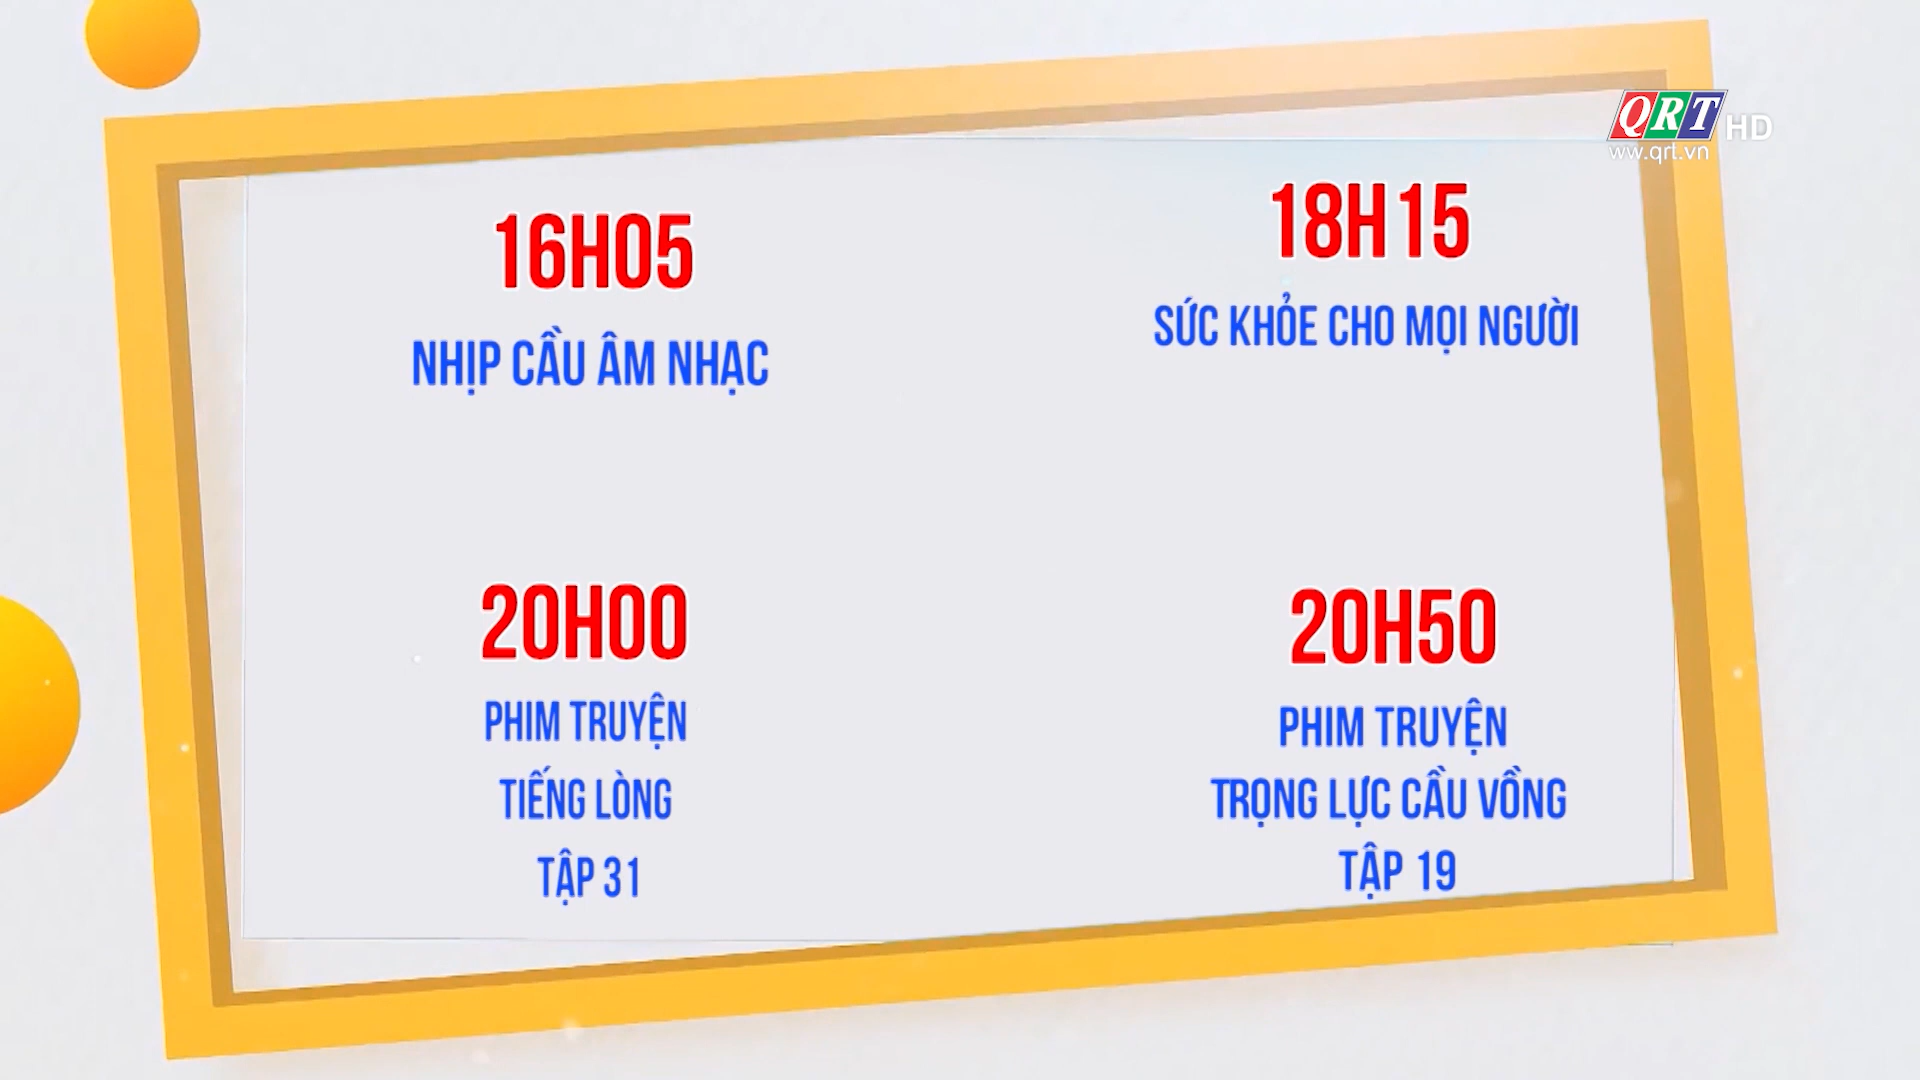 QRT HD
ww.qrt.vn
16H05
NHỊP CẦU ÂM NHẠC
18H15
SỨC KHỎE CHO MỌI NGƯỜI
20H00
PHIM TRUYỆN
TIẾNG LÒNG
TẬP 31
20H50
PHIM TRUYỆN
TRỌNG LỰC CẦU VỒNG
TẬP 19